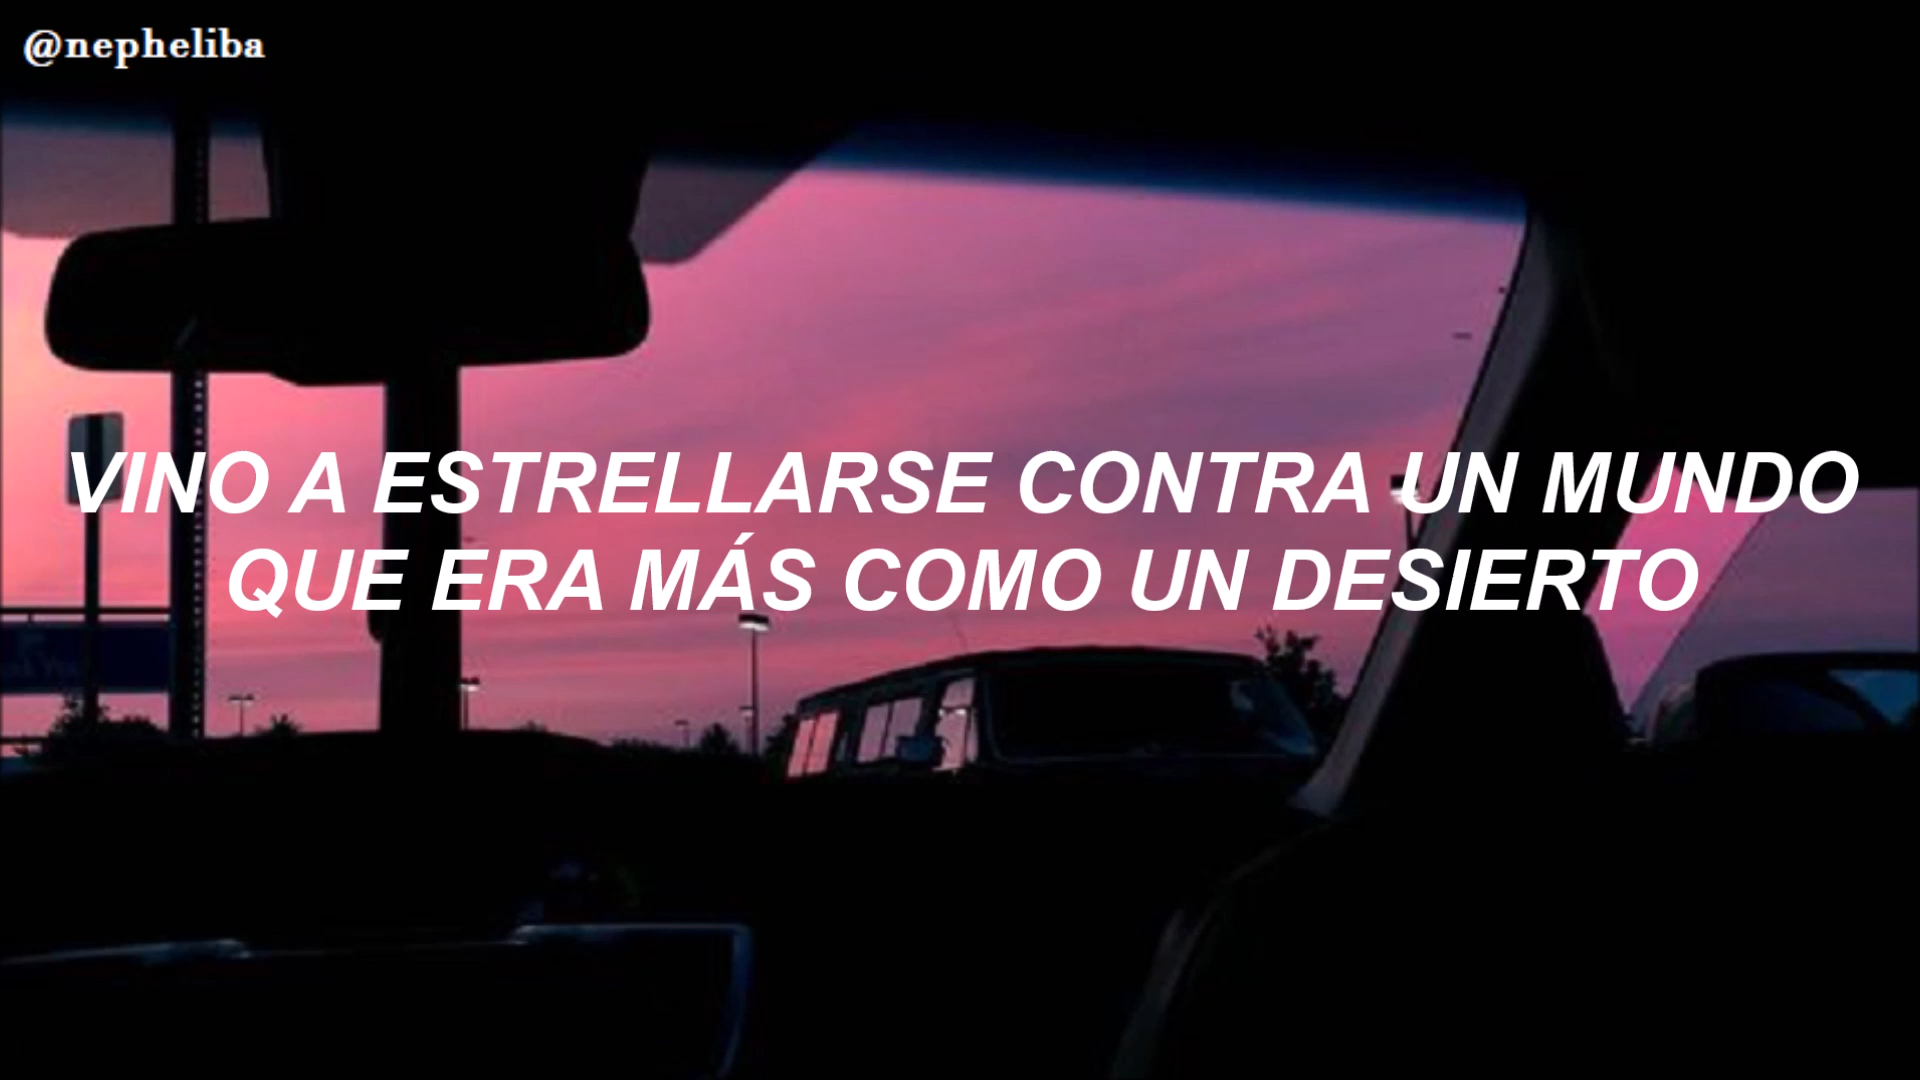 @nepheliba
VINO A ESTRELLARSE CONTRA UN MUNDO
QUE ERA MÁS COMO UN DESIERTO